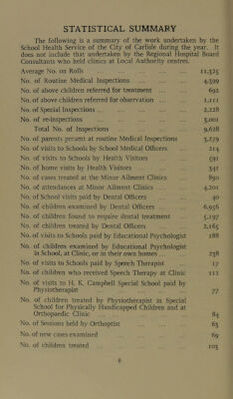 STATISTICAL SUMMARY
The following is a summary of the work undertaken by the
School Health Service of the City of Carlisle during the year. It
does not include that undertaken by the Regional Hospital Board
Consultants who held clinics at Local Authority centres.
Average No. on Rolls 11,325
No. of Routine Medical Inspections 4,399
No. of above children referred for treatment 692
No. of above children referred for observation ... 1,111
No. of Special Inspections ... 2,228
No. of re-inspections 3,001
Total No. of Inspections 9,628
No. of parents present at routine Medical Inspections 3,279
No. of visits to Schools by School Medical Officers 214
No. of visits to Schools by Health Visitors 591
No. of home visits by Health Visitors 341
No. of cases treated at the Minor Ailment Clinics 890
No. of attendances at Minor Ailment Clinics 4,201
No. of School visits paid by Dental Officers 40
No. of children examined by Dental Officers ... 6,956
No. of children found to require dental treatment 5,197
No. of children treated by Dental Officers 2,165
No. of visits to Schools paid by Educational Psychologist 188
No. of children examined by Educational Psychologist
in School, at Clinic, or in their own homes ... 238
No. of visits to Schools paid by Speech Therapist 17
No. of children who received Speech Therapy at Clinic 112
No. of visits to H. K. Campbell Special School paid by
Physiotherapist 77
No. of children treated by Physiotherapist in Special
School for Physically Handicapped Children and at
Orthopaedic Clinic 84
No. of Sessions held by Orthoptist 63
No. of new cases examined 69
No. of children treated 103